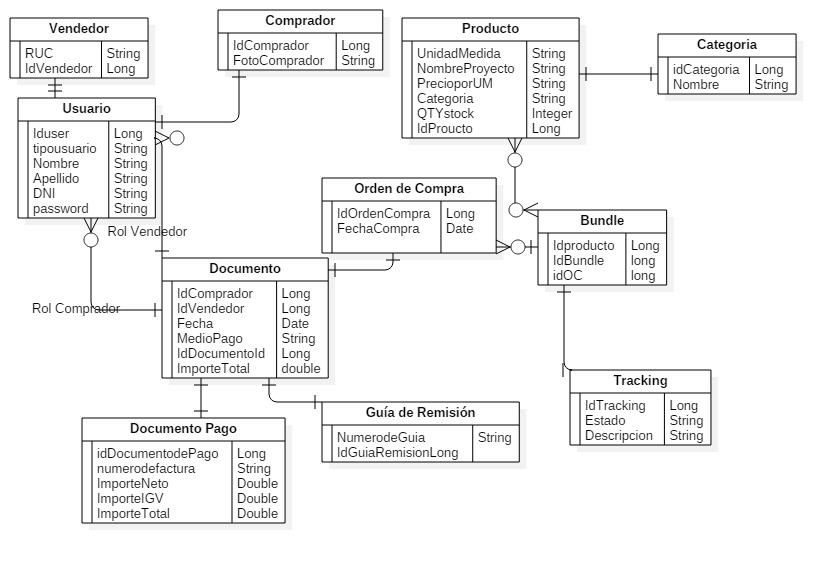 Vendedor
RUC String
IdVendedor Long
Comprador
IdComprador Long
FotoComprador String
Producto
UnidadMedida String
NombreProyecto String
PrecioporUM String
Categoria String
QTYstock Integer
IdProucto Long
Categoria
idCategoria Long
Nombre String
Usuario
Iduser Long
tipousuario String
Nombre String
Apellido String
DNI String
password String
Rol Vendedor
Rol Comprador
Orden de Compra
IdOrdenCompra Long
FechaCompra Date
Bundle
Idproducto Long
IdBundle long
idOC long
Documento
IdComprador Long
IdVendedor Long
Fecha Date
MedioPago String
IdDocumentoId Long
ImporteTotal double
Tracking
IdTracking Long
Estado String
Descripcion String
Documento Pago
idDocumentodePago Long
numerodefactura String
ImporteNeto Double
ImporteIGV Double
ImporteTotal Double
Guía de Remisión
NumerodeGuia String
IdGuiaRemisionLong